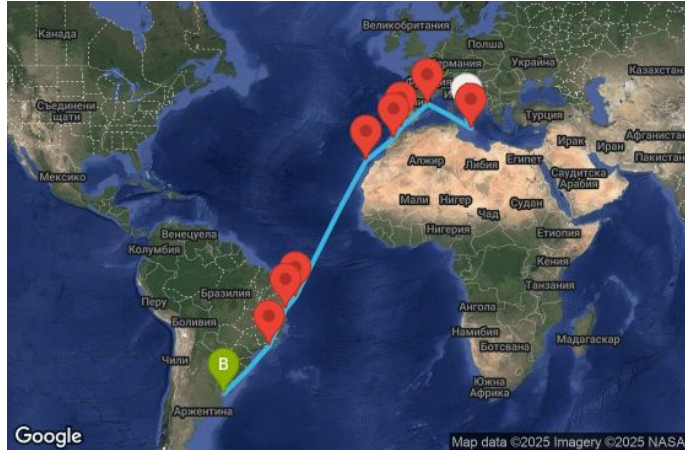 Канада
Великобритания
Полша
Германия
Украйна
Казахстан
Съединени
щати
Турция
Ирак
Иран
Афганистан
Пакистан
Алжир
Либия
Египет
Саудитска
Арабия
Мексико
Мали
Нигер
Чад
Судан
Нигерия
Етиопия
Венецуела
Колумбия
Кения
Танзания
Перу
Бразилия
Боливия
Ангола
Намибия
Ботсвана
Мадагаскар
Чили
B
Южна
Африка
Аржентина
Google
Map data ©2025 Imagery ©2025 NASA